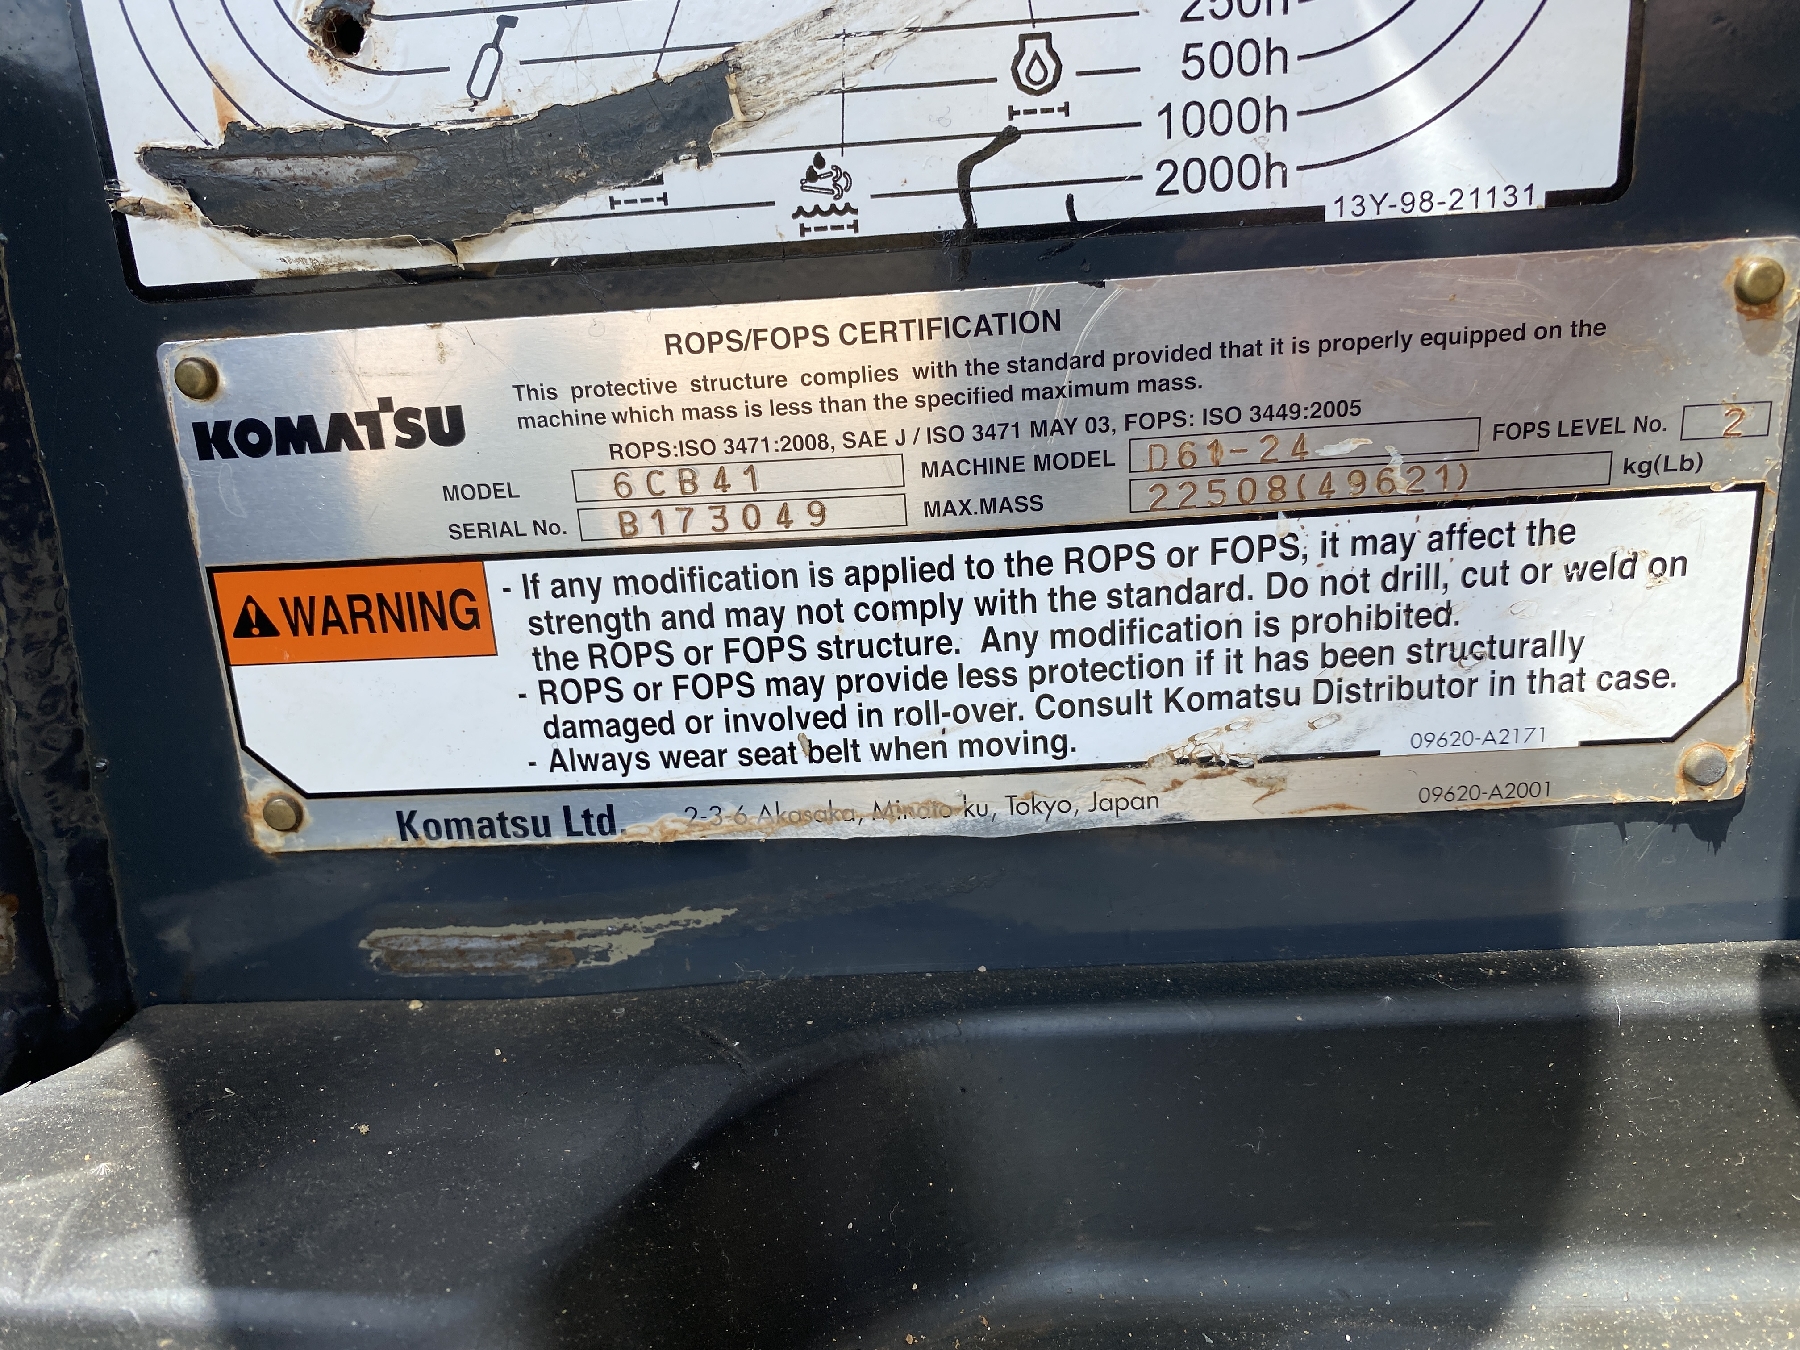 500h
1000h
2000h
13Y-98-21131
ROPS/FOPS CERTIFICATION
This protective structure complies with the standard provided that it is properly equipped on the
machine which mass is less than the specified maximum mass.
KOMATSU
ROPS:ISO 3471:2008, SAE J / ISO 3471 MAY 03, FOPS: ISO 3449:2005
MODEL 6CB41 MACHINE MODEL D61-24 FOPS LEVEL No. 2
SERIAL No. B173049 MAX.MASS 22508(49621) kg(Lb)
WARNING
- If any modification is applied to the ROPS or FOPS, it may affect the
strength and may not comply with the standard. Do not drill, cut or weld on
the ROPS or FOPS structure. Any modification is prohibited.
- ROPS or FOPS may provide less protection if it has been structurally
damaged or involved in roll-over. Consult Komatsu Distributor in that case.
- Always wear seat belt when moving.
09620-A2171
Komatsu Ltd. 2-3-6 Akasaka, Minato-ku, Tokyo, Japan
09620-A2001